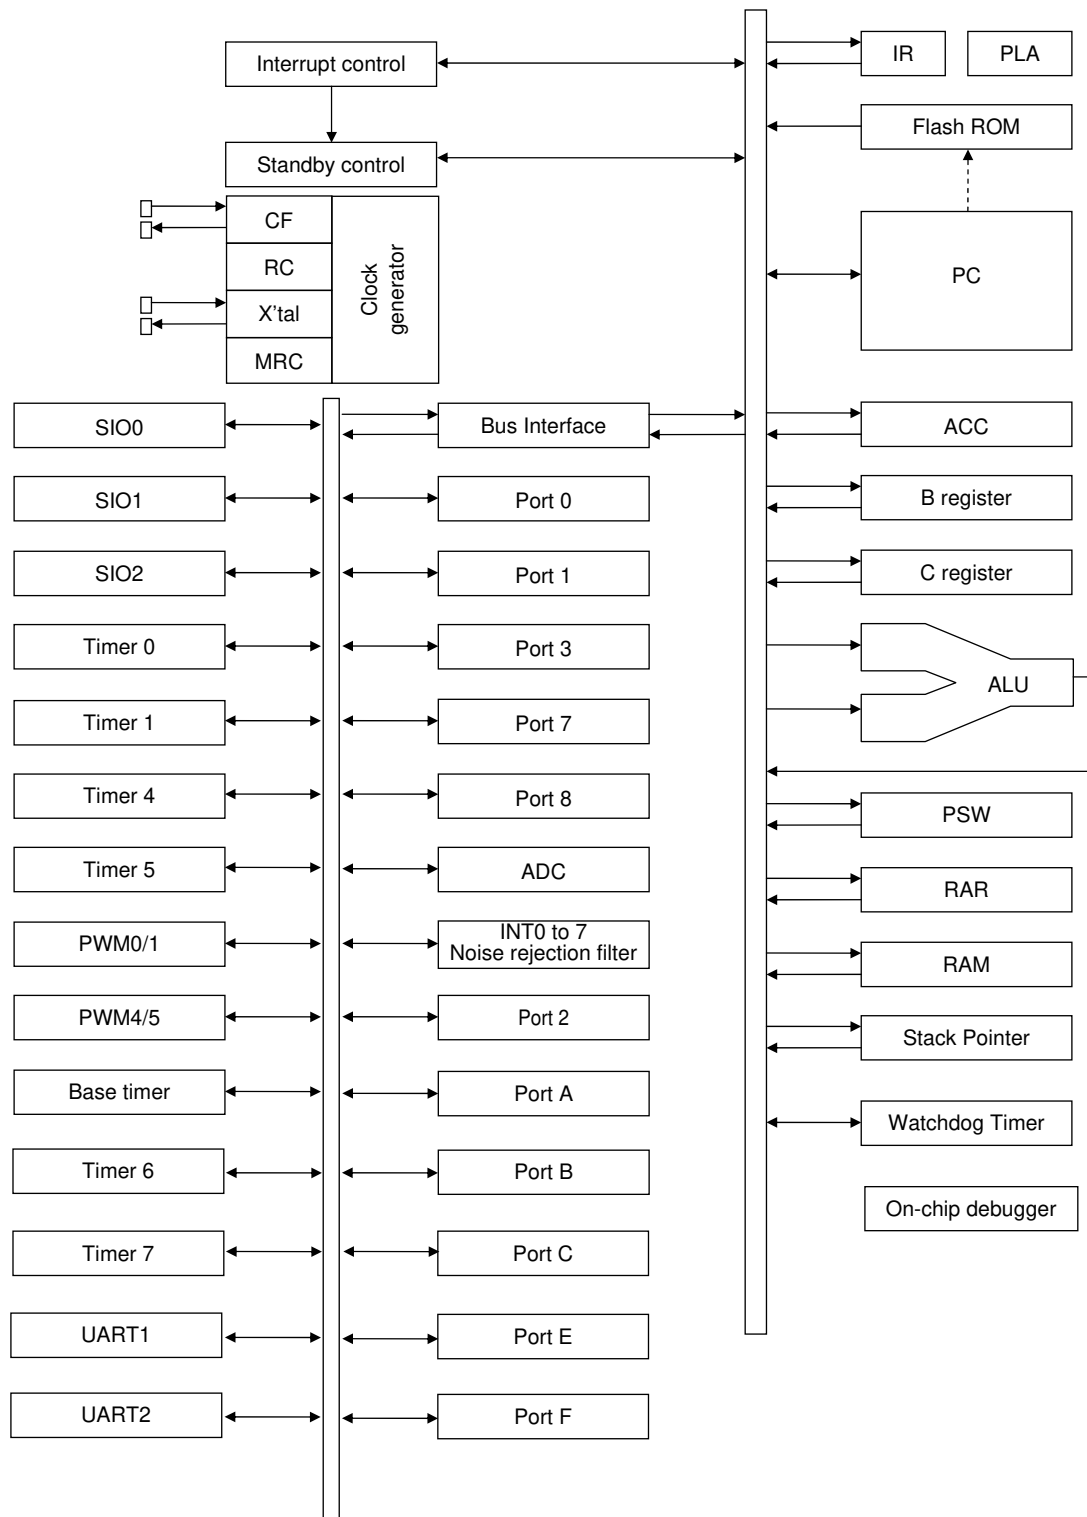 Interrupt control
IR
PLA
Flash ROM
Standby control
CF
RC
X'tal
MRC
Clock
generator
PC
SIO0
Bus Interface
ACC
SIO1
Port 0
B register
SIO2
Port 1
C register
Timer 0
Port 3
ALU
Timer 1
Port 7
Timer 4
Port 8
PSW
Timer 5
ADC
RAR
PWM0/1
INT0 to 7
Noise rejection filter
RAM
PWM4/5
Port 2
Stack Pointer
Base timer
Port A
Watchdog Timer
Timer 6
Port B
On-chip debugger
Timer 7
Port C
UART1
Port E
UART2
Port F